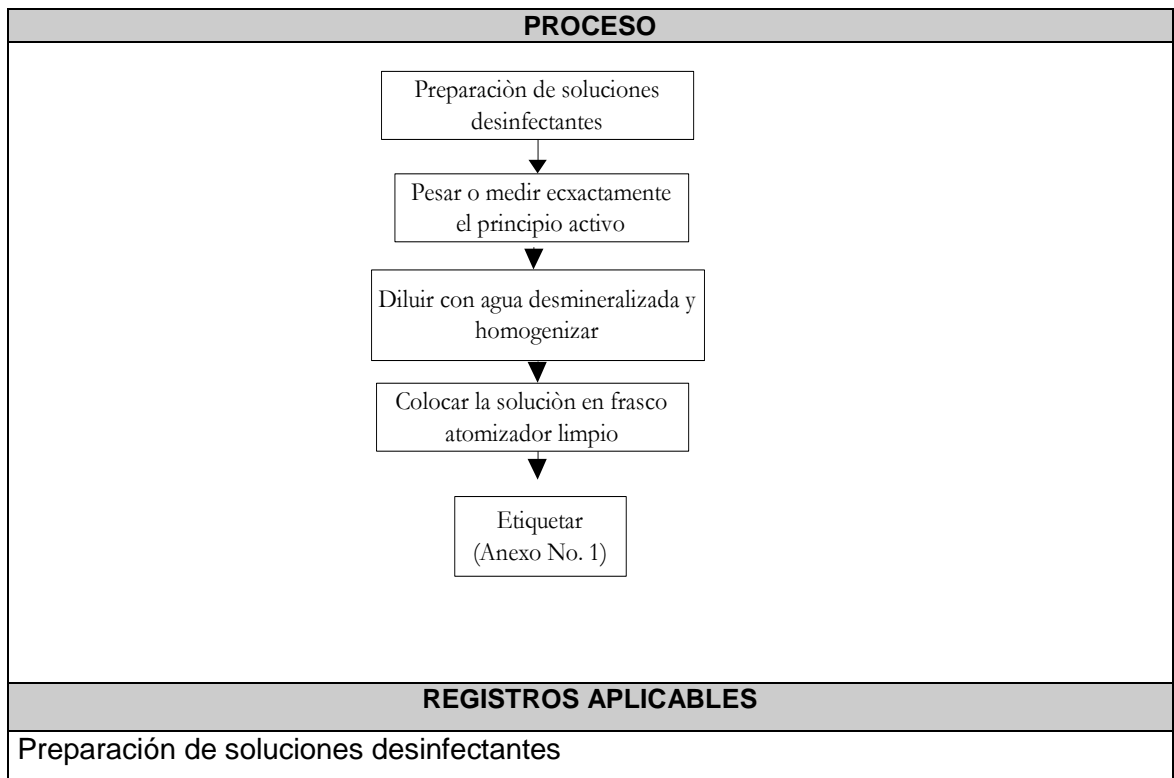 PROCESO
Preparaciòn de soluciones
desinfectantes
Pesar o medir ecxactamente
el principio activo
Diluir con agua desmineralizada y
homogenizar
Colocar la soluciòn en frasco
atomizador limpio
Etiquetar
(Anexo No. 1)
REGISTROS APLICABLES
Preparación de soluciones desinfectantes